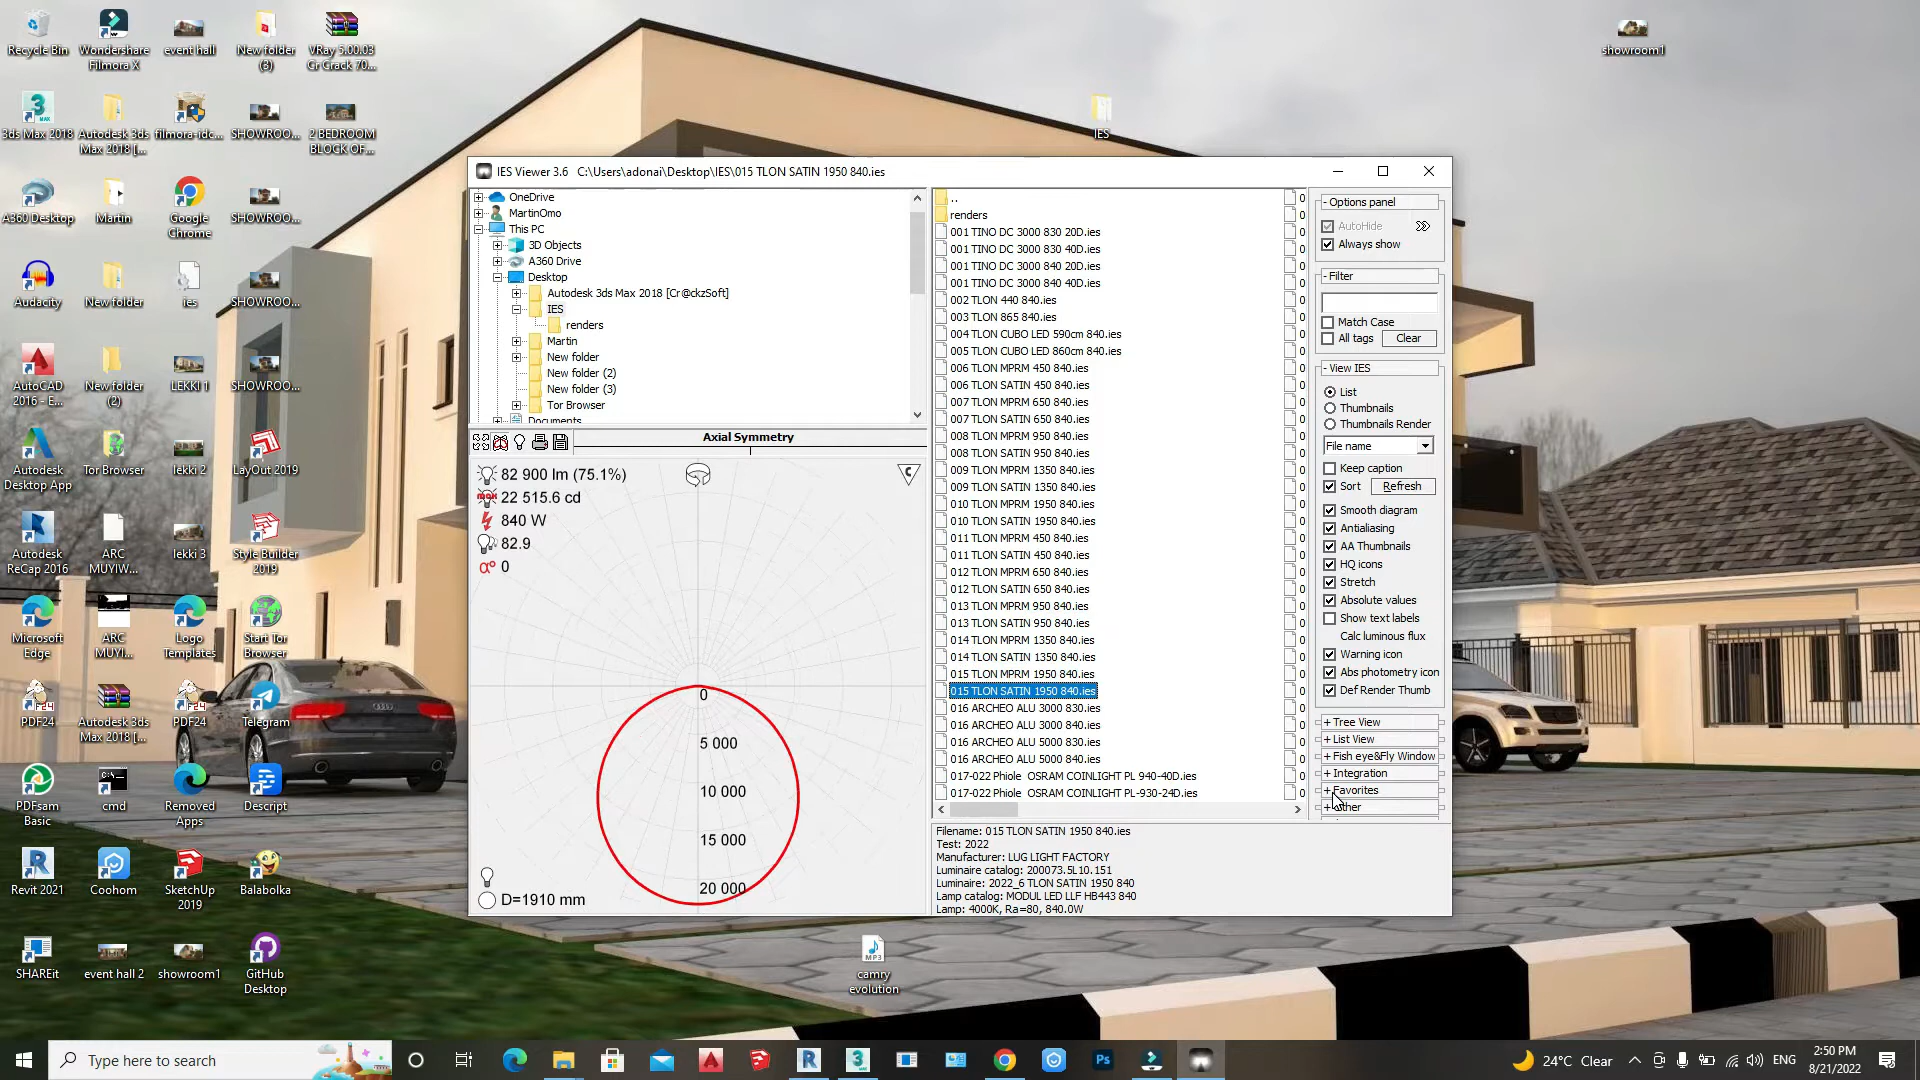 Recycle Bin
Wondershare
Filmora X
event hall
New folder
(3)
VRay 5.00.03
Gr Crack 70...
3ds Max 2018
Autodesk 3ds
Max 2018 [...
filmora-idc...
SHOWROO...
2 BEDROOM
BLOCK OF...
A360 Desktop
Martin
Google
Chrome
SHOWROO...
Audacity
New folder
ies
SHOWROO...
AutoCAD
2016 - E...
New folder
(2)
LEKKI 1
SHOWROO...
Autodesk
Desktop App
Tor Browser
lekki 2
LayOut 2019
Autodesk
ReCap 2016
ARC
MUYIW...
lekki 3
Style Builder
2019
Microsoft
Edge
ARC
MUYI...
Logo
Templates
Start Tor
Browser
PDF24
Autodesk 3ds
Max 2018 [...
PDF24
Telegram
PDFsam
Basic
cmd
Removed
Apps
Descript
Revit 2021
Coohom
SketchUp
2019
Balabolka
SHAREit
event hall 2
showroom1
GitHub
Desktop
IES
showroom1
camry
evolution
IES Viewer 3.6 C:\Users\adonai\Desktop\IES\015 TLON SATIN 1950 840.ies
OneDrive
MartinOmo
This PC
3D Objects
A360 Drive
Desktop
Autodesk 3ds Max 2018 [Cr@ckzSoft]
IES
renders
Martin
New folder
New folder (2)
New folder (3)
Tor Browser
Documents
Axial Symmetry
82 900 lm (75.1%)
22 515.6 cd
840 W
82.9
α° 0
C
0
5 000
10 000
15 000
20 000
D=1910 mm
..
renders
001 TINO DC 3000 830 20D.ies
001 TINO DC 3000 830 40D.ies
001 TINO DC 3000 840 20D.ies
001 TINO DC 3000 840 40D.ies
002 TLON 440 840.ies
003 TLON 865 840.ies
004 TLON CUBO LED 590cm 840.ies
005 TLON CUBO LED 860cm 840.ies
006 TLON MPRM 450 840.ies
006 TLON SATIN 450 840.ies
007 TLON MPRM 650 840.ies
007 TLON SATIN 650 840.ies
008 TLON MPRM 950 840.ies
008 TLON SATIN 950 840.ies
009 TLON MPRM 1350 840.ies
009 TLON SATIN 1350 840.ies
010 TLON MPRM 1950 840.ies
010 TLON SATIN 1950 840.ies
011 TLON MPRM 450 840.ies
011 TLON SATIN 450 840.ies
012 TLON MPRM 650 840.ies
012 TLON SATIN 650 840.ies
013 TLON MPRM 950 840.ies
013 TLON SATIN 950 840.ies
014 TLON MPRM 1350 840.ies
014 TLON SATIN 1350 840.ies
015 TLON MPRM 1950 840.ies
015 TLON SATIN 1950 840.ies
016 ARCHEO ALU 3000 830.ies
016 ARCHEO ALU 3000 840.ies
016 ARCHEO ALU 5000 830.ies
016 ARCHEO ALU 5000 840.ies
017-022 Phiole OSRAM COINLIGHT PL 940-40D.ies
017-022 Phiole OSRAM COINLIGHT PL-930-24D.ies
Filename: 015 TLON SATIN 1950 840.ies
Test: 2022
Manufacturer: LUG LIGHT FACTORY
Luminaire catalog: 200073.5L10.151
Luminaire: 2022_6 TLON SATIN 1950 840
Lamp catalog: MODUL LED LLF HB443 840
Lamp: 4000K, Ra=80, 840.0W
- Options panel
AutoHide
Always show
- Filter
Match Case
All tags
Clear
- View IES
List
Thumbnails
Thumbnails Render
File name
Keep caption
Sort
Refresh
Smooth diagram
Antialiasing
AA Thumbnails
HQ icons
Stretch
Absolute values
Show text labels
Calc luminous flux
Warning icon
Abs photometry icon
Def Render Thumb
+ Tree View
+ List View
+ Fish eye&Fly Window
+ Integration
+ Favorites
+ Other
Type here to search
24°C Clear
ENG
2:50 PM
8/21/2022